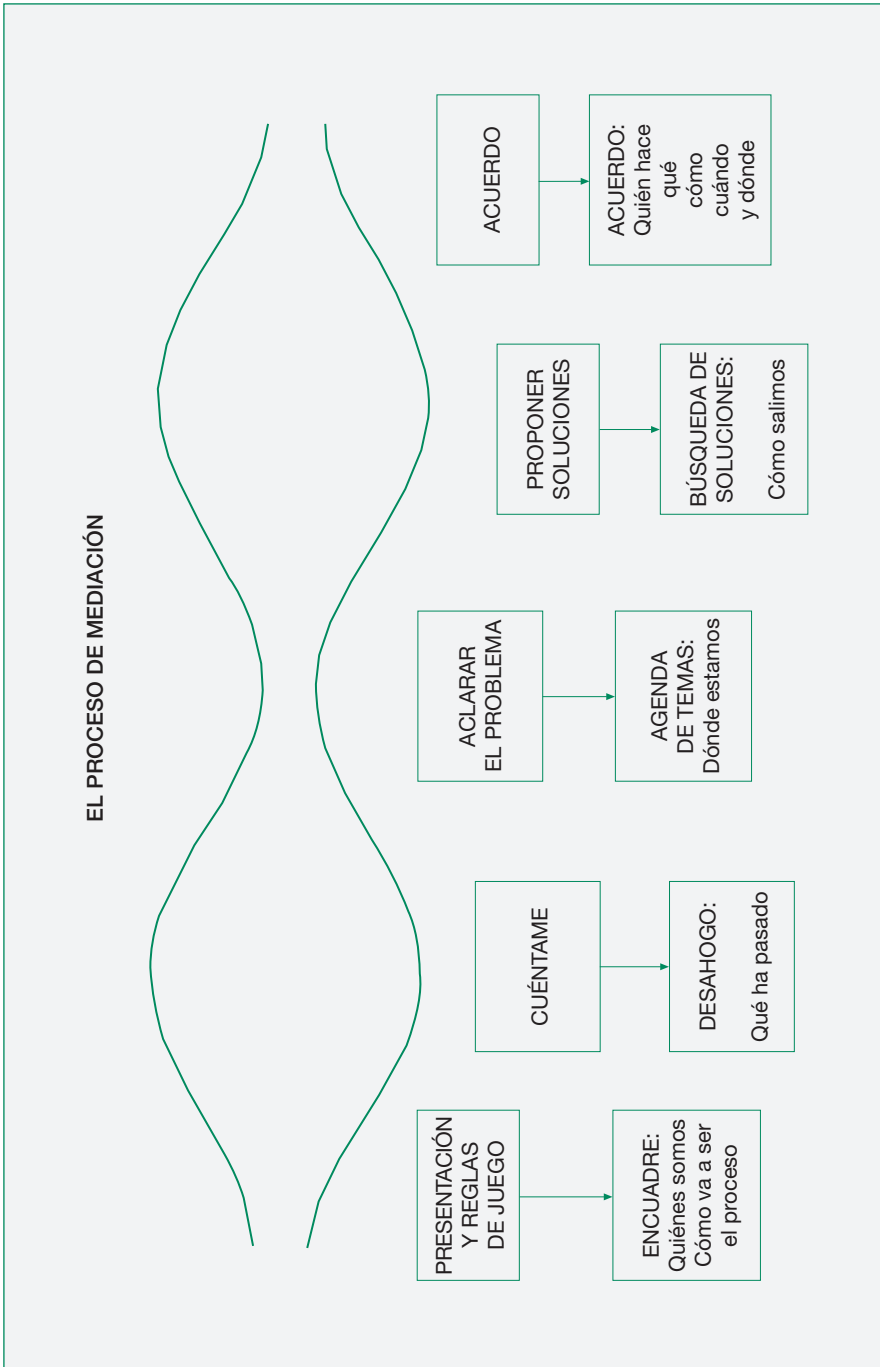 EL PROCESO DE MEDIACIÓN
PRESENTACIÓN
Y REGLAS
DE JUEGO
ENCUADRE:
Quiénes somos
Cómo va a ser
el proceso
CUÉNTAME
DESAHOGO:
Qué ha pasado
ACLARAR
EL PROBLEMA
AGENDA
DE TEMAS:
Dónde estamos
PROPONER
SOLUCIONES
BÚSQUEDA DE
SOLUCIONES:
Cómo salimos
ACUERDO
ACUERDO:
Quién hace
qué
cómo
cuándo
y dónde